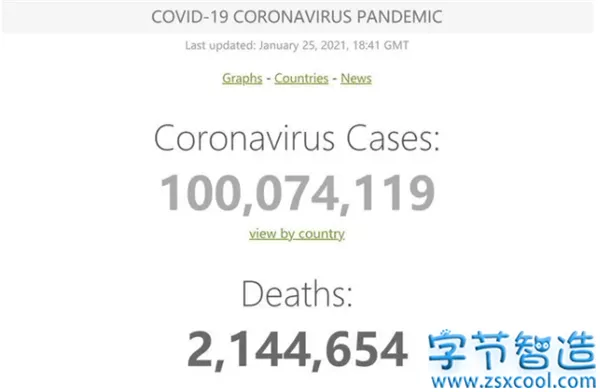 COVID-19 CORONAVIRUS PANDEMIC
Last updated: January 25, 2021, 18:41 GMT
Graphs - Countries - News
Coronavirus Cases:
100,074,119
view by country
Deaths:
2,144,654
字节智造
www.zsxcool.com